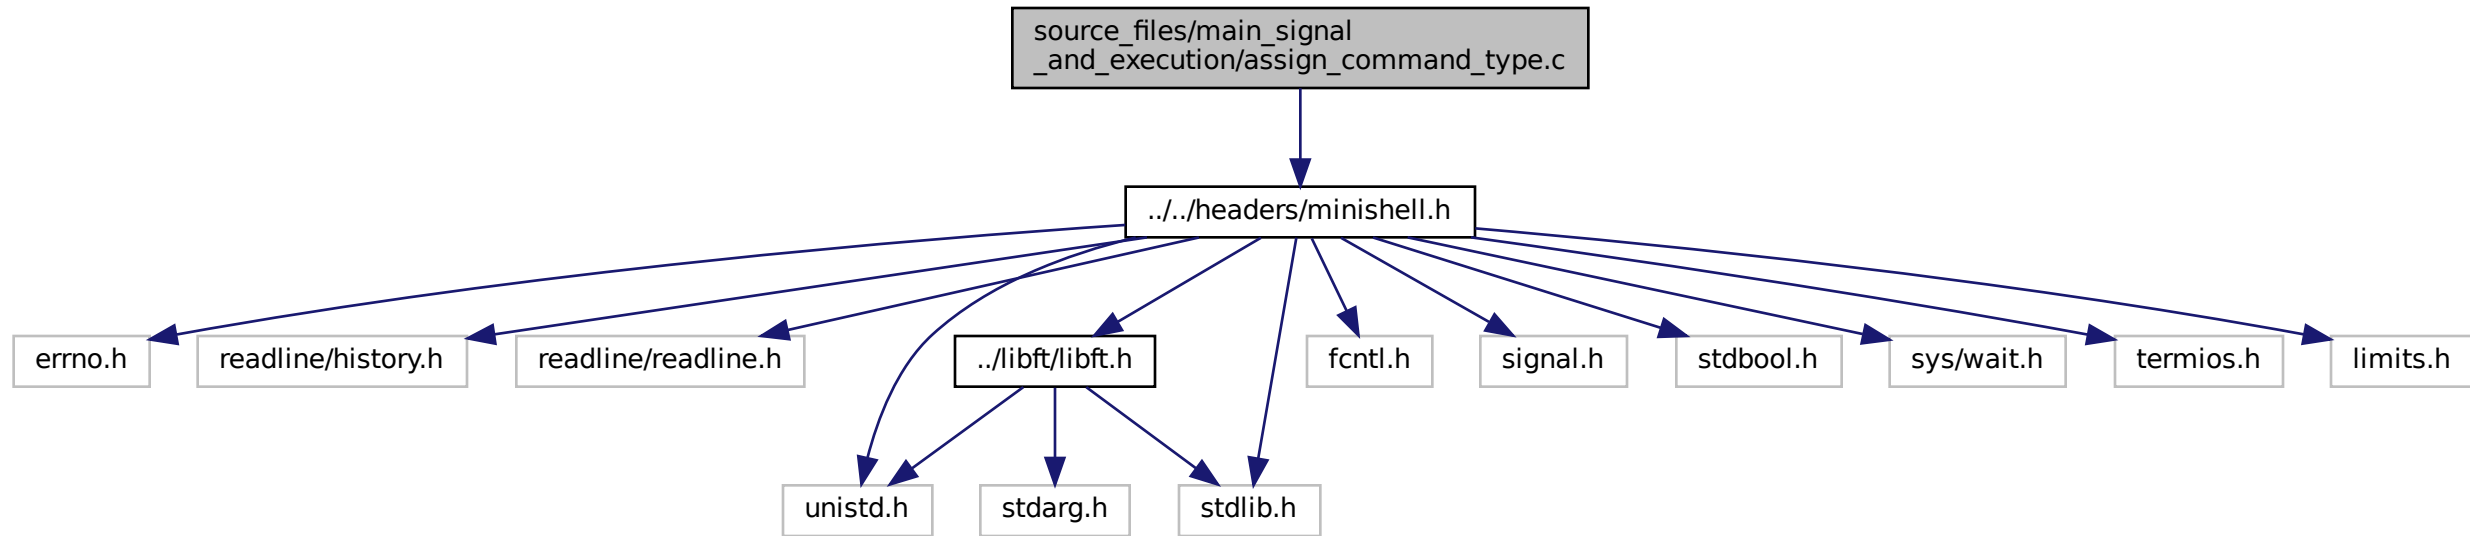 source_files/main_signal
_and_execution/assign_command_type.c
../../headers/minishell.h
errno.h
readline/history.h
readline/readline.h
../libft/libft.h
fcntl.h
signal.h
stdbool.h
sys/wait.h
termios.h
limits.h
unistd.h
stdarg.h
stdlib.h